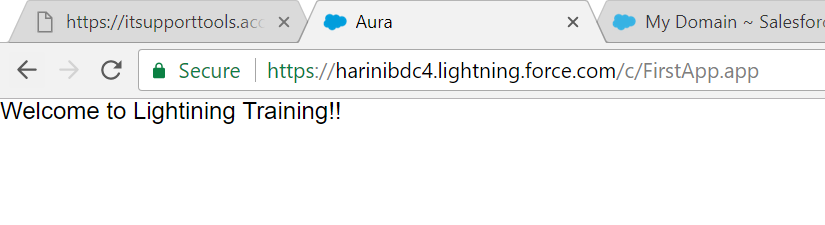 https://itsupporttools.acc
Aura
My Domain ~ Salesforc
Secure
https://harinibdc4.lightning.force.com/c/FirstApp.app
Welcome to Lightining Training!!